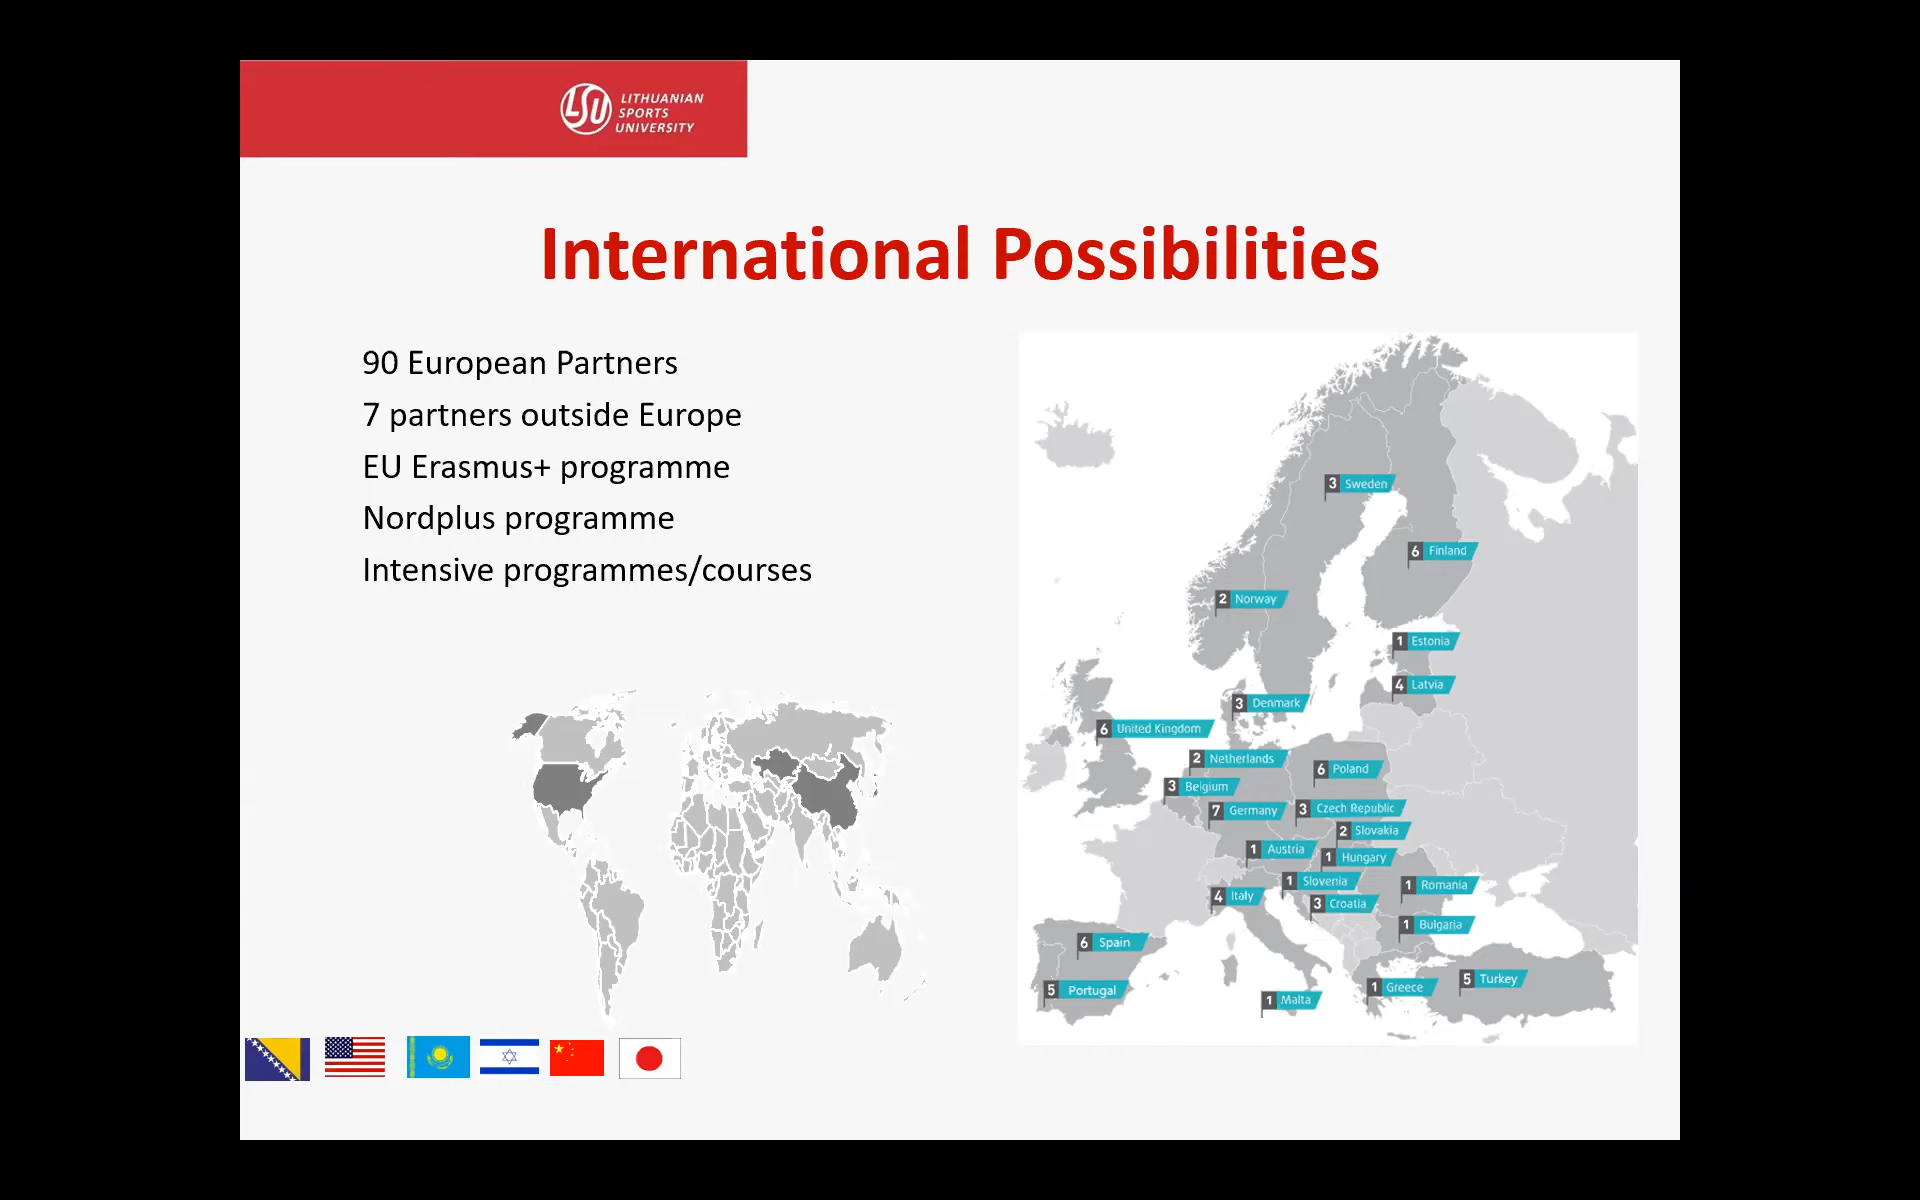 LSU
LITHUANIAN
SPORTS
UNIVERSITY
International Possibilities
90 European Partners
7 partners outside Europe
EU Erasmus+ programme
Nordplus programme
Intensive programmes/courses
3 Sweden
6 Finland
2 Norway
1 Estonia
4 Latvia
3 Denmark
6 United Kingdom
2 Netherlands
6 Poland
3 Belgium
7 Germany
3 Czech Republic
2 Slovakia
1 Austria
1 Hungary
1 Slovenia
1 Romania
4 Italy
3 Croatia
1 Bulgaria
6 Spain
5 Turkey
5 Portugal
1 Greece
1 Malta